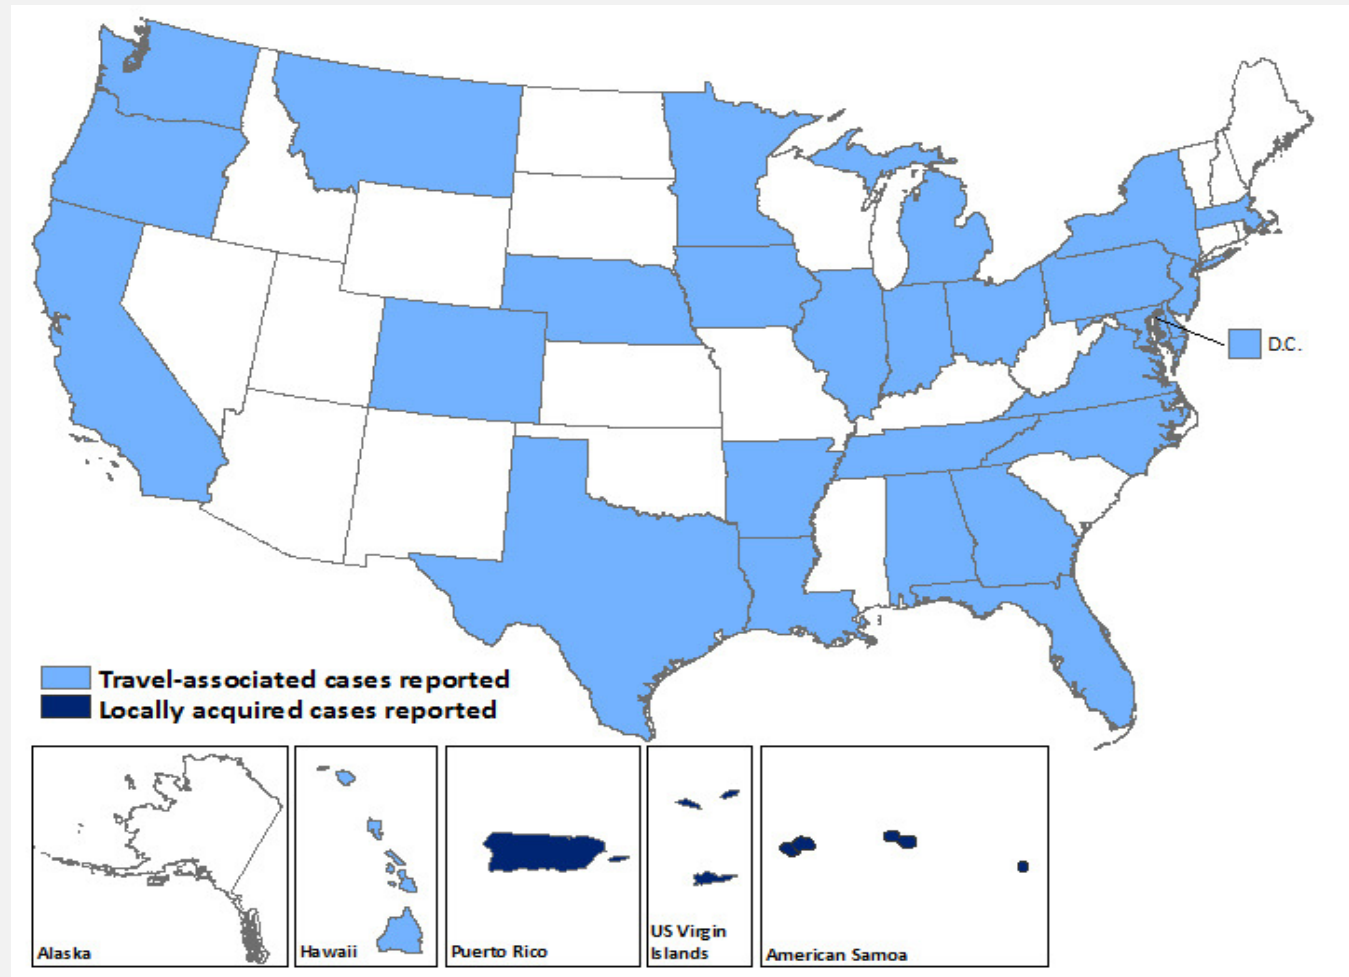 D.C.
Travel-associated cases reported
Locally acquired cases reported
Alaska
Hawaii
Puerto Rico
US Virgin
Islands
American Samoa